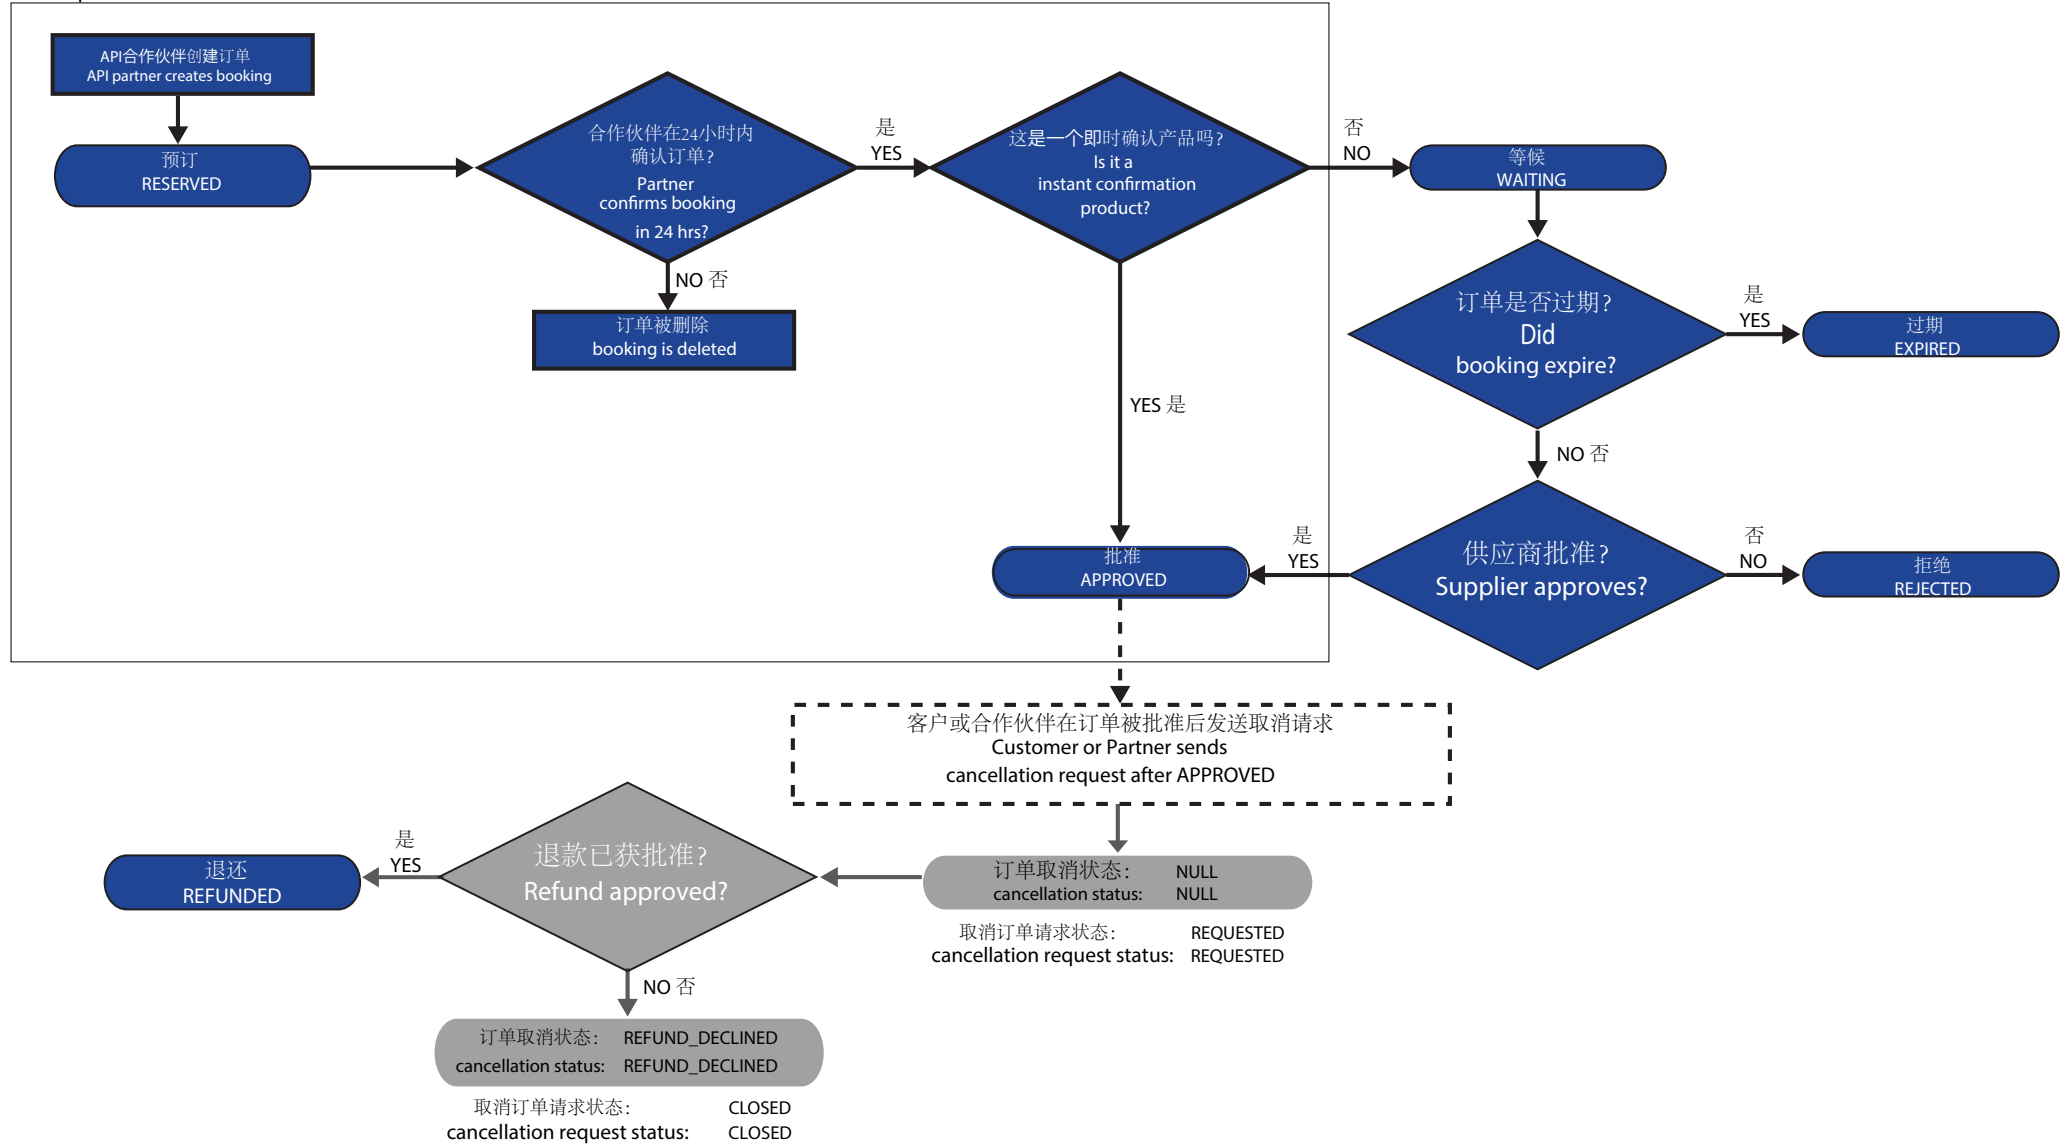 API合作伙伴创建订单
API partner creates booking
预订
RESERVED
合作伙伴在24小时内
确认订单?
Partner
confirms booking
in 24 hrs?
是
YES
NO 否
订单被删除
booking is deleted
这是一个即时确认产品吗?
Is it a
instant confirmation
product?
否
NO
YES 是
等候
WAITING
订单是否过期?
Did
booking expire?
是
YES
过期
EXPIRED
NO 否
供应商批准?
Supplier approves?
否
NO
拒绝
REJECTED
是
YES
批准
APPROVED
客户或合作伙伴在订单被批准后发送取消请求
Customer or Partner sends
cancellation request after APPROVED
订单取消状态: NULL
cancellation status: NULL
取消订单请求状态: REQUESTED
cancellation request status: REQUESTED
退款已获批准?
Refund approved?
是
YES
退还
REFUNDED
NO 否
订单取消状态: REFUND_DECLINED
cancellation status: REFUND_DECLINED
取消订单请求状态: CLOSED
cancellation request status: CLOSED